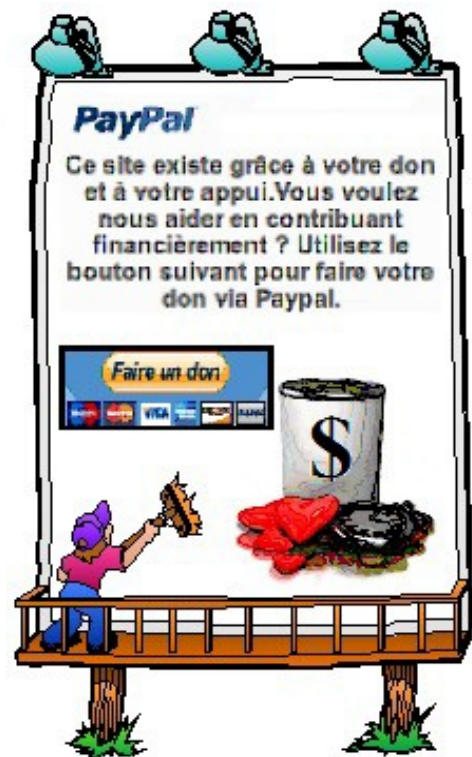 PayPal
Ce site existe grâce à votre don
et à votre appui.Vous voulez
nous aider en contribuant
financièrement ? Utilisez le
bouton suivant pour faire votre
don via Paypal.
Faire un don
VISA
$